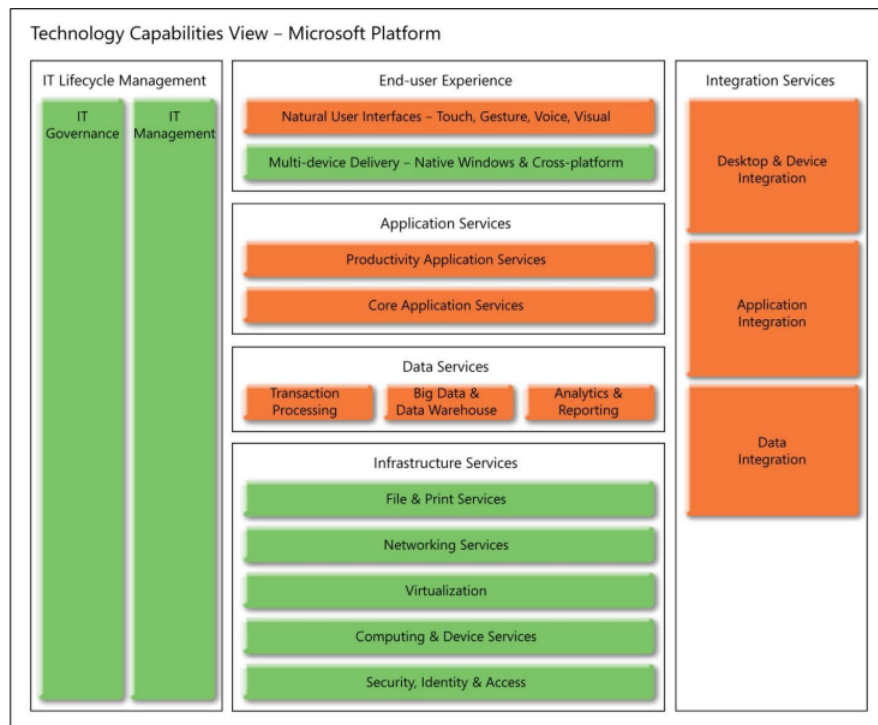 Technology Capabilities View – Microsoft Platform
IT Lifecycle Management
IT
Governance
IT
Management
End-user Experience
Natural User Interfaces – Touch, Gesture, Voice, Visual
Multi-device Delivery – Native Windows & Cross-platform
Application Services
Productivity Application Services
Core Application Services
Data Services
Transaction
Processing
Big Data &
Data Warehouse
Analytics &
Reporting
Infrastructure Services
File & Print Services
Networking Services
Virtualization
Computing & Device Services
Security, Identity & Access
Integration Services
Desktop & Device
Integration
Application
Integration
Data
Integration